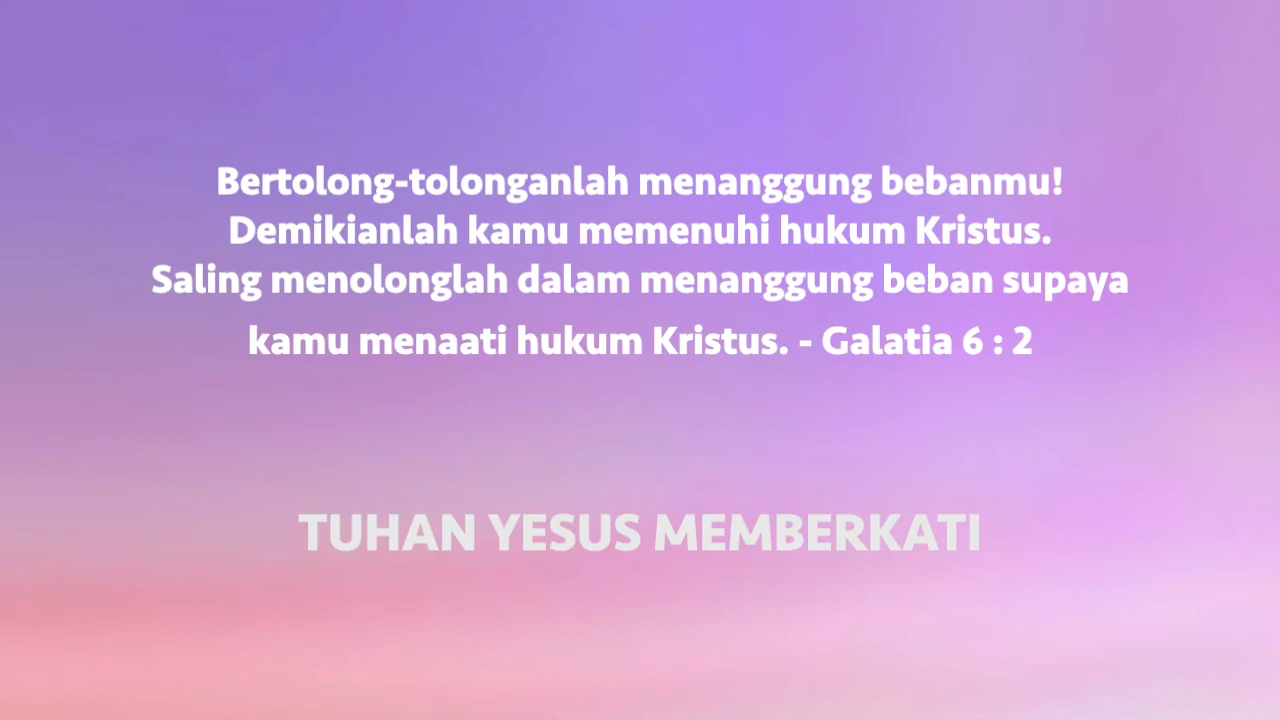 Bertolong-tolonganlah menanggung bebanmu!
Demikianlah kamu memenuhi hukum Kristus.
Saling menolonglah dalam menanggung beban supaya
kamu menaati hukum Kristus. - Galatia 6 : 2
TUHAN YESUS MEMBERKATI